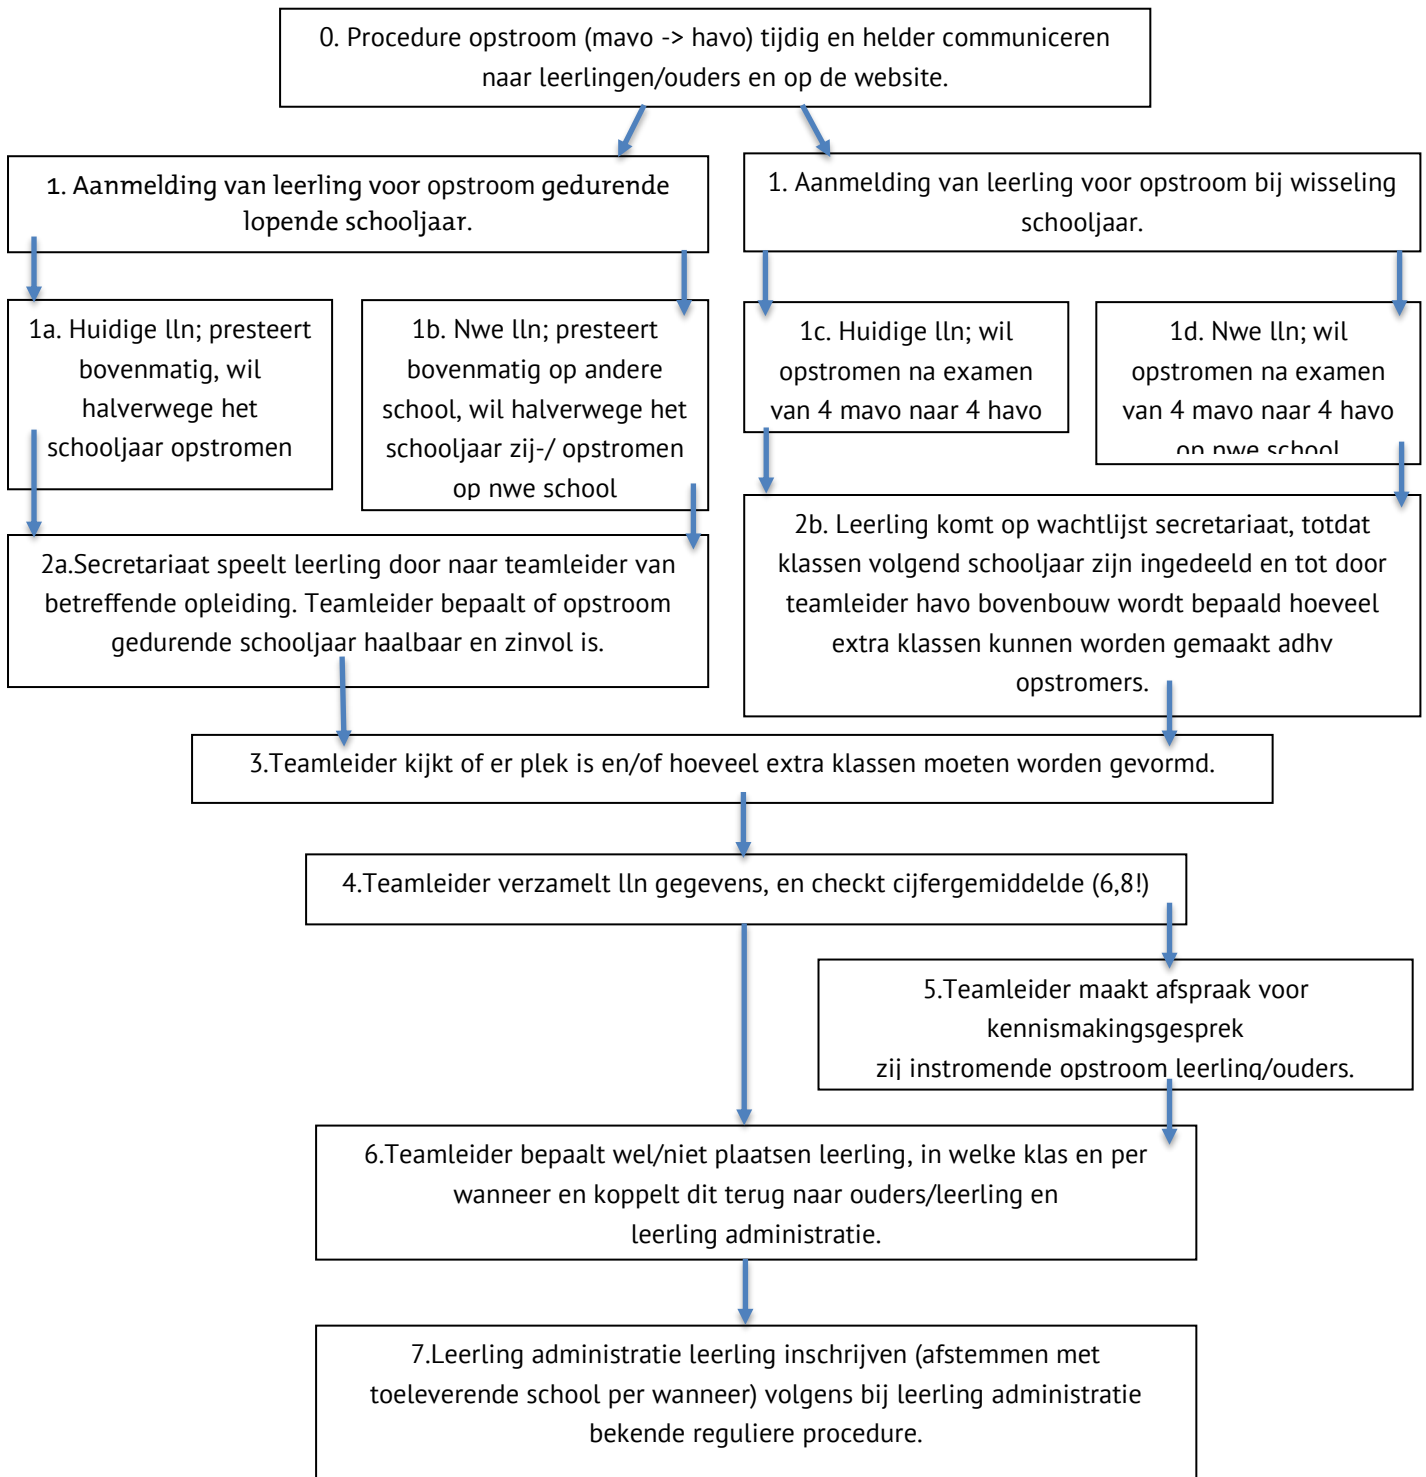 0. Procedure opstroom (mavo -> havo) tijdig en helder communiceren
naar leerlingen/ouders en op de website.
1. Aanmelding van leerling voor opstroom gedurende
lopende schooljaar.
1. Aanmelding van leerling voor opstroom bij wisseling
schooljaar.
1a. Huidige lln; presteert
bovenmatig, wil
halverwege het
schooljaar opstromen
1b. Nwe lln; presteert
bovenmatig op andere
school, wil halverwege het
schooljaar zij-/ opstromen
op nwe school
1c. Huidige lln; wil
opstromen na examen
van 4 mavo naar 4 havo
1d. Nwe lln; wil
opstromen na examen
van 4 mavo naar 4 havo
op nwe school
2a.Secretariaat speelt leerling door naar teamleider van
betreffende opleiding. Teamleider bepaalt of opstroom
gedurende schooljaar haalbaar en zinvol is.
2b. Leerling komt op wachtlijst secretariaat, totdat
klassen volgend schooljaar zijn ingedeeld en tot door
teamleider havo bovenbouw wordt bepaald hoeveel
extra klassen kunnen worden gemaakt adhv
opstromers.
3.Teamleider kijkt of er plek is en/of hoeveel extra klassen moeten worden gevormd.
4.Teamleider verzamelt lln gegevens, en checkt cijfergemiddelde (6,8!)
5.Teamleider maakt afspraak voor
kennismakingsgesprek
zij instromende opstroom leerling/ouders.
6.Teamleider bepaalt wel/niet plaatsen leerling, in welke klas en per
wanneer en koppelt dit terug naar ouders/leerling en
leerling administratie.
7.Leerling administratie leerling inschrijven (afstemmen met
toeleverende school per wanneer) volgens bij leerling administratie
bekende reguliere procedure.